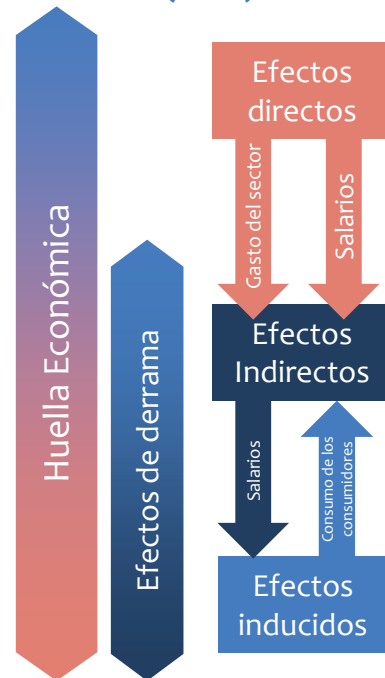 Huella Económica
Efectos de derrama
Efectos
directos
Gasto del sector
Salarios
Efectos
Indirectos
Salarios
Consumo de los
consumidores
Efectos
inducidos